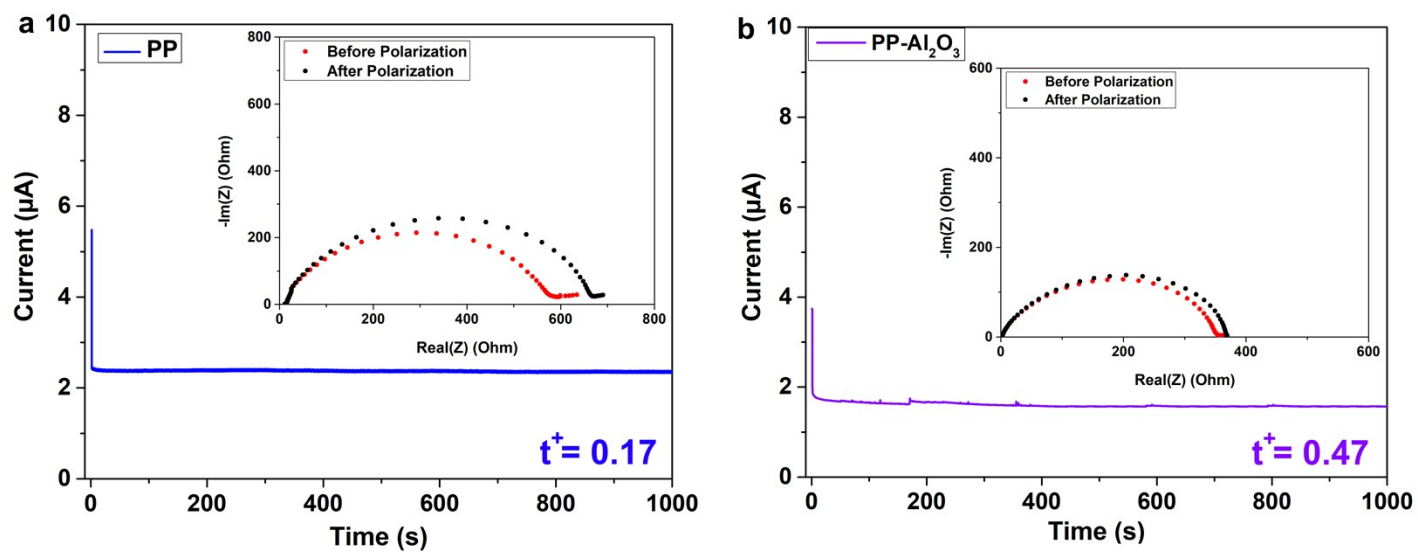 a
PP
Current (μA)
10
8
6
4
2
0
0 200 400 600 800 1000
Time (s)
t⁺= 0.17
Before Polarization
After Polarization
-Im(Z) (Ohm)
800
600
400
200
0
0 200 400 600 800
Real(Z) (Ohm)
b
PP-Al₂O₃
Current (μA)
10
8
6
4
2
0
0 200 400 600 800 1000
Time (s)
t⁺= 0.47
Before Polarization
After Polarization
-Im(Z) (Ohm)
600
400
200
0
0 200 400 600
Real(Z) (Ohm)